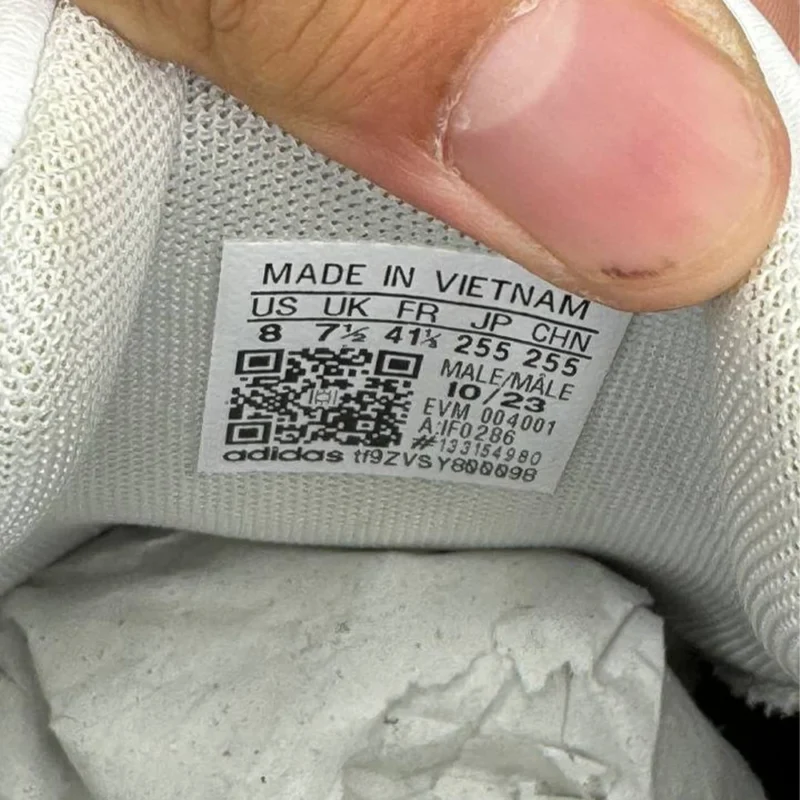 MADE IN VIETNAM
US UK FR JP CHN
8 7½ 41⅓ 255 255
MALE/MÂLE
10/23
EVM 004001
A:IF0286
#133154980
adidas tf9ZVSY800098